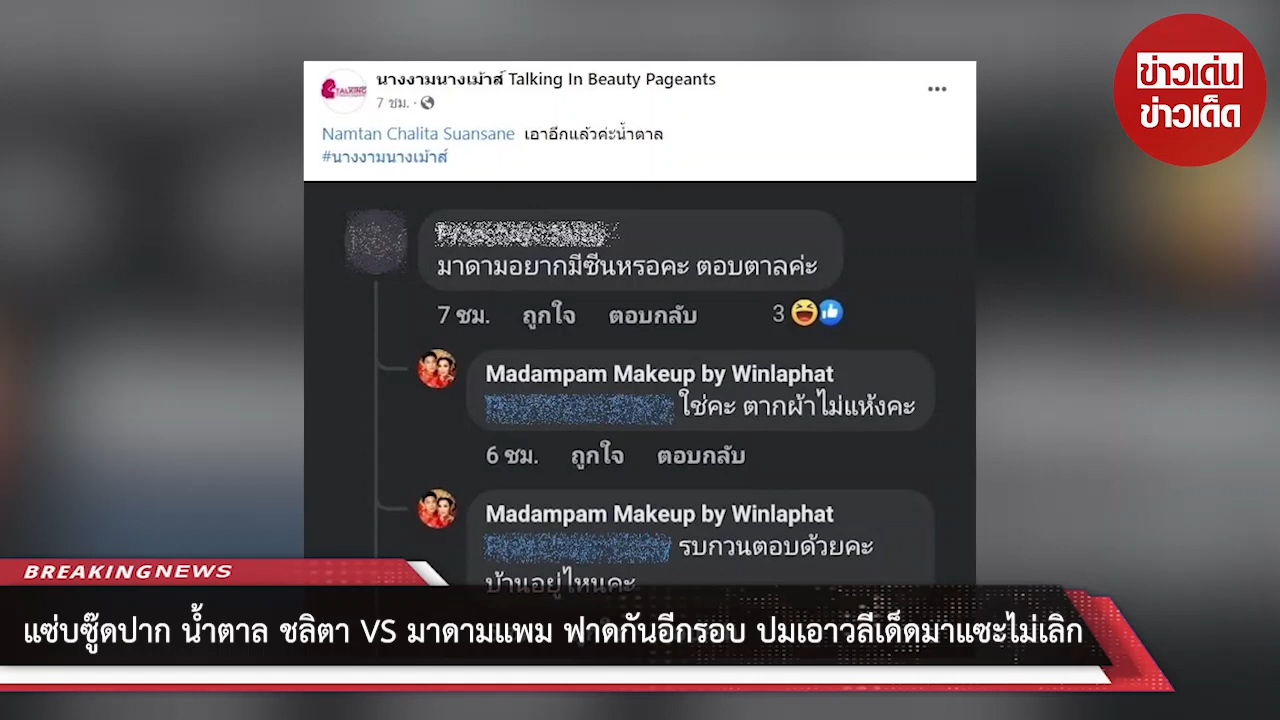 ข่าวเด่น
ข่าวเด็ด
นางงามนางเม้าส์ Talking In Beauty Pageants
7 ชม. ·
TALKING
Namtan Chalita Suansane เอาอีกแล้วค่ะน้ำตาล
#นางงามนางเม้าส์
มาดามอยากมีซีนหรอคะ ตอบตาลค่ะ
7 ชม. ถูกใจ ตอบกลับ 3
Madampam Makeup by Winlaphat
ใช่คะ ตากผ้าไม่แห้งคะ
6 ชม. ถูกใจ ตอบกลับ
Madampam Makeup by Winlaphat
รบกวนตอบด้วยคะ
บ้านอยู่ไหนคะ
BREAKING NEWS
แซ่บซู๊ดปาก น้ำตาล ชลิตา VS มาดามแพม ฟาดกันอีกรอบ ปมเอาวลีเด็ดมาแซะไม่เลิก